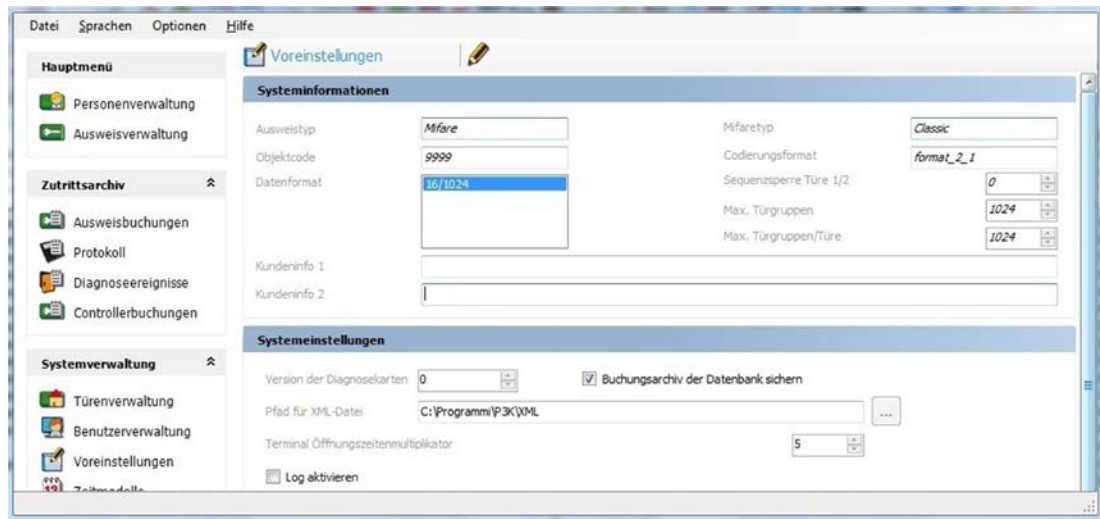 Datei Sprachen Optionen Hilfe
Hauptmenü
Personenverwaltung
Ausweisverwaltung
Zutrittsarchiv
Ausweisbuchungen
Protokoll
Diagnoseereignisse
Controllerbuchungen
Systemverwaltung
Türenverwaltung
Benutzerverwaltung
Voreinstellungen
Zeitmodelle
Voreinstellungen
Systeminformationen
Ausweistyp Mifare Mifaretyp Classic
Objektcode 9999 Codierungsformat format_2_1
Datenformat 16/1024 Sequenzsperre Türe 1/2 0
Max. Türgruppen 1024
Max. Türgruppen/Türe 1024
Kundeninfo 1
Kundeninfo 2
Systemeinstellungen
Version der Diagnosekarten 0 Buchungsarchiv der Datenbank sichern
Pfad für XML-Datei C:\Programmi\P3K\XML ...
Terminal Öffnungszeitenmultiplikator 5
Log aktivieren